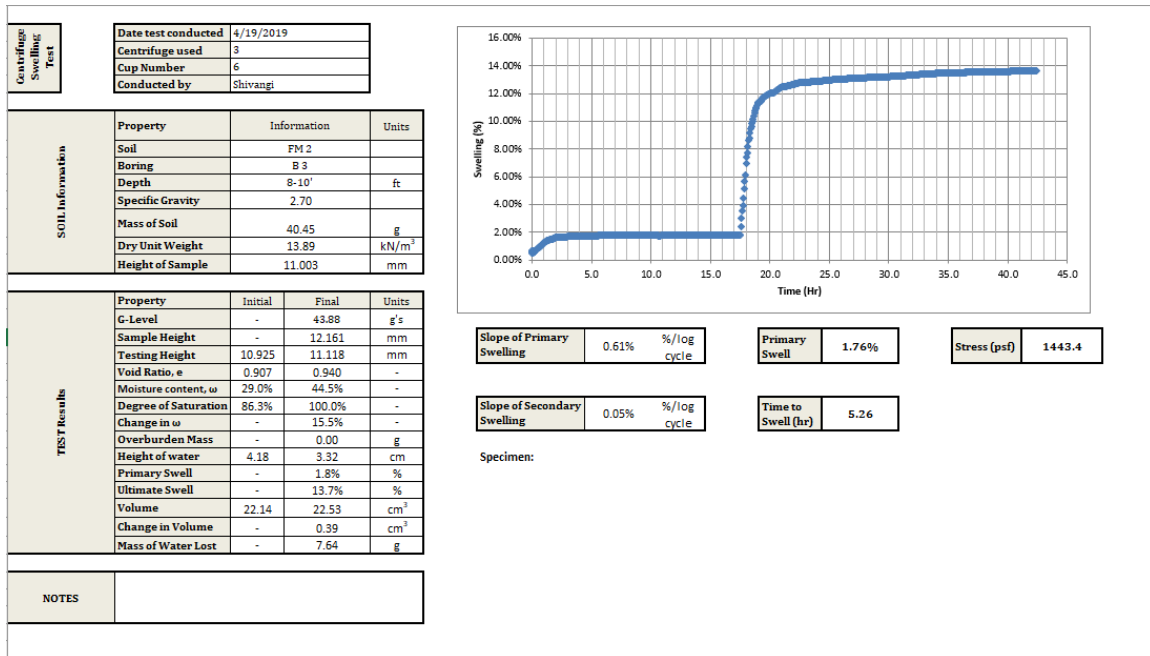 Centrifuge
Swelling
Test
Date test conducted 4/19/2019
Centrifuge used 3
Cup Number 6
Conducted by Shivangi
SOIL Information
Property Information Units
Soil FM 2
Boring B 3
Depth 8-10' ft
Specific Gravity 2.70
Mass of Soil 40.45 g
Dry Unit Weight 13.89 kN/m³
Height of Sample 11.003 mm
TEST Results
Property Initial Final Units
G-Level - 43.88 g's
Sample Height - 12.161 mm
Testing Height 10.925 11.118 mm
Void Ratio, e 0.907 0.940 -
Moisture content, ω 29.0% 44.5% -
Degree of Saturation 86.3% 100.0% -
Change in ω - 15.5% -
Overburden Mass - 0.00 g
Height of water 4.18 3.32 cm
Primary Swell - 1.8% %
Ultimate Swell - 13.7% %
Volume 22.14 22.53 cm³
Change in Volume - 0.39 cm³
Mass of Water Lost - 7.64 g
NOTES
Swelling (%)
16.00%
14.00%
12.00%
10.00%
8.00%
6.00%
4.00%
2.00%
0.00%
0.0 5.0 10.0 15.0 20.0 25.0 30.0 35.0 40.0 45.0
Time (Hr)
Slope of Primary
Swelling
0.61%
%/log
cycle
Primary
Swell
1.76%
Stress (psf) 1443.4
Slope of Secondary
Swelling
0.05%
%/log
cycle
Time to
Swell (hr)
5.26
Specimen: